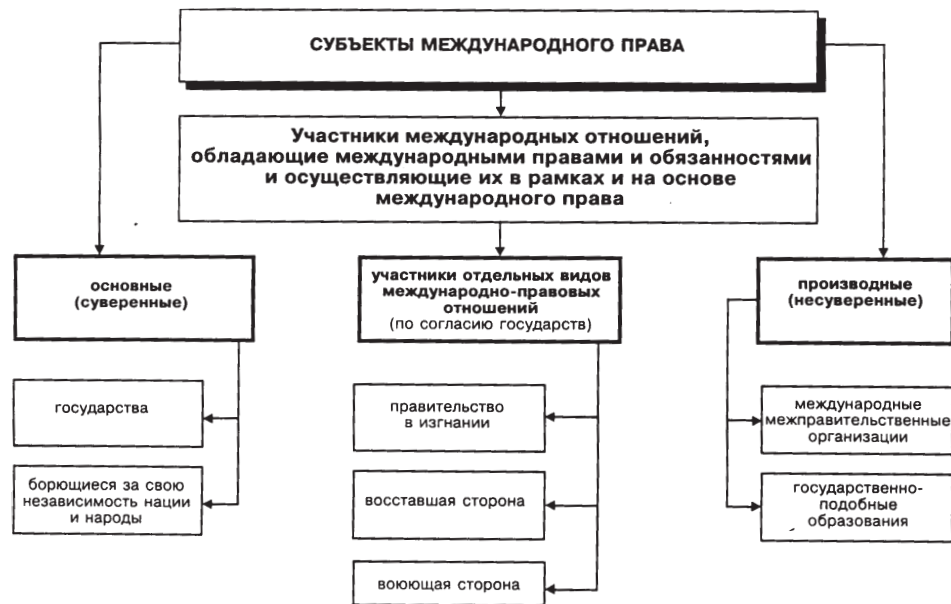 СУБЪЕКТЫ МЕЖДУНАРОДНОГО ПРАВА
Участники международных отношений,
обладающие международными правами и обязанностями
и осуществляющие их в рамках и на основе
международного права
основные
(суверенные)
государства
борющиеся за свою
независимость нации
и народы
участники отдельных видов
международно-правовых
отношений
(по согласию государств)
правительство
в изгнании
восставшая сторона
воюющая сторона
производные
(несуверенные)
международные
межправительственные
организации
государственно-
подобные
образования